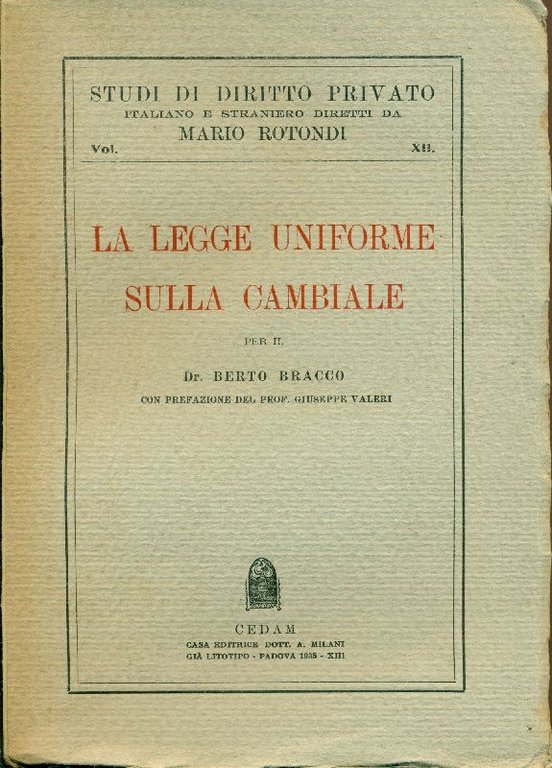 STUDI DI DIRITTO PRIVATO
ITALIANO E STRANIERO DIRETTI DA
MARIO ROTONDI
Vol. XII.
LA LEGGE UNIFORME
SULLA CAMBIALE
PER IL
Dr. BERTO BRACCO
CON PREFAZIONE DEL PROF. GIUSEPPE VALERI
CEDAM
CASA EDITRICE DOTT. A. MILANI
GIÀ LITOTIPO - PADOVA 1935 - XIII